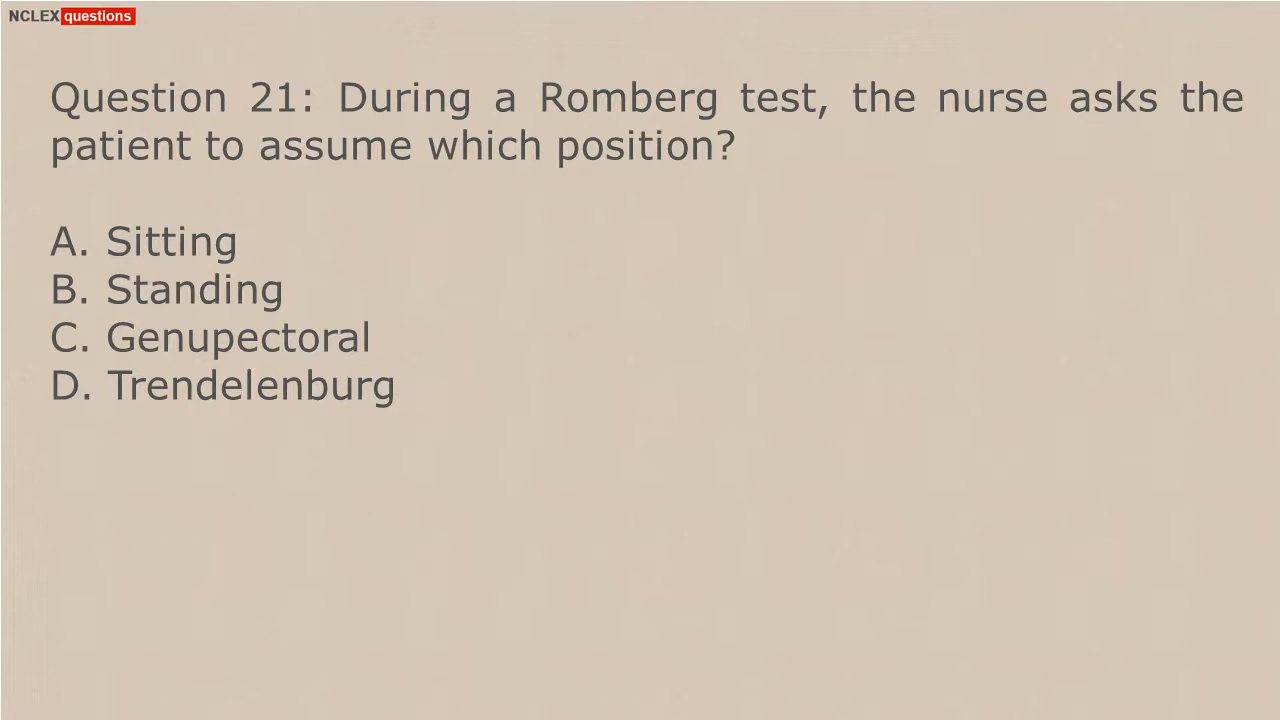 NCLEX questions
Question 21: During a Romberg test, the nurse asks the
patient to assume which position?
A. Sitting
B. Standing
C. Genupectoral
D. Trendelenburg